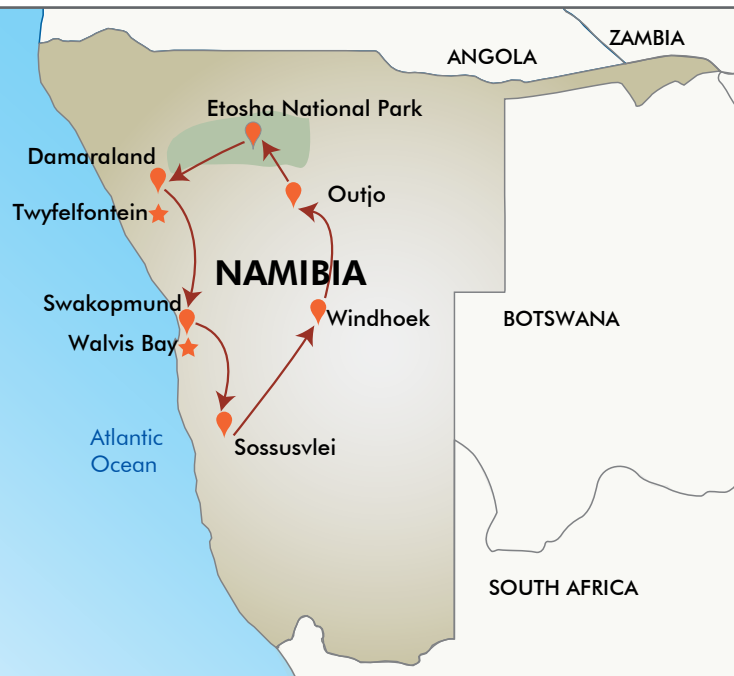 ZAMBIA
ANGOLA
Etosha National Park
Damaraland
Outjo
Twyfelfontein
NAMIBIA
Swakopmund
Windhoek
BOTSWANA
Walvis Bay
Atlantic
Ocean
Sossusvlei
SOUTH AFRICA